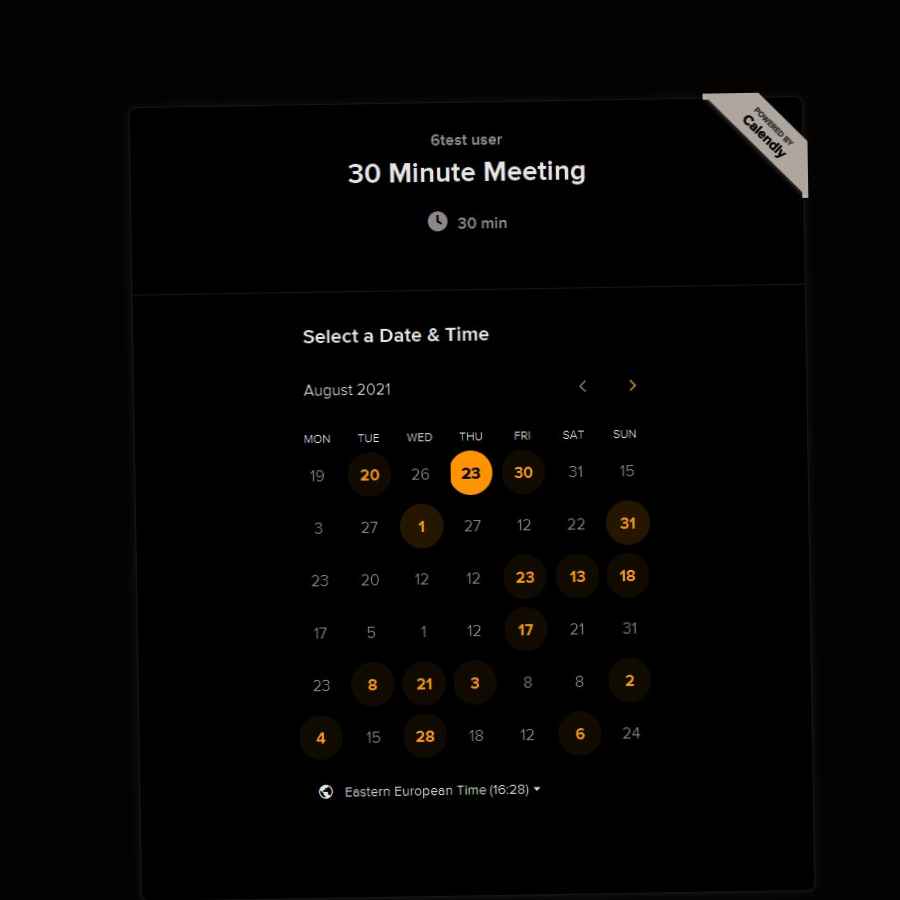 POWERED BY
Calendly
6test user
30 Minute Meeting
30 min
Select a Date & Time
August 2021
MON TUE WED THU FRI SAT SUN
19 20 26 23 30 31 15
3 27 1 27 12 22 31
23 20 12 12 23 13 18
17 5 1 12 17 21 31
23 8 21 3 8 8 2
4 15 28 18 12 6 24
Eastern European Time (16:28)